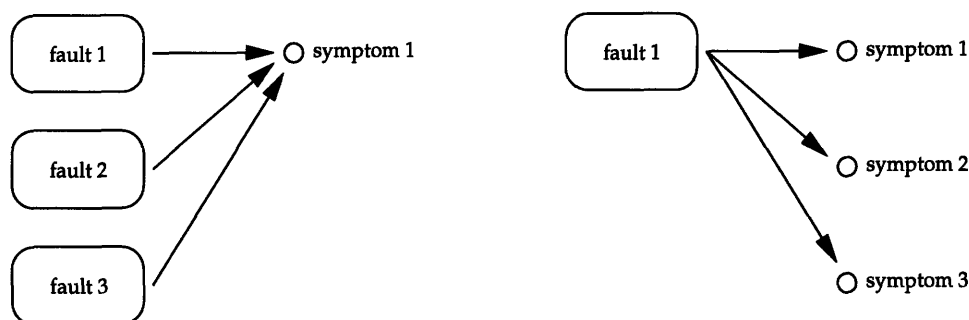 fault 1
symptom 1
fault 2
fault 3
fault 1
symptom 1
symptom 2
symptom 3